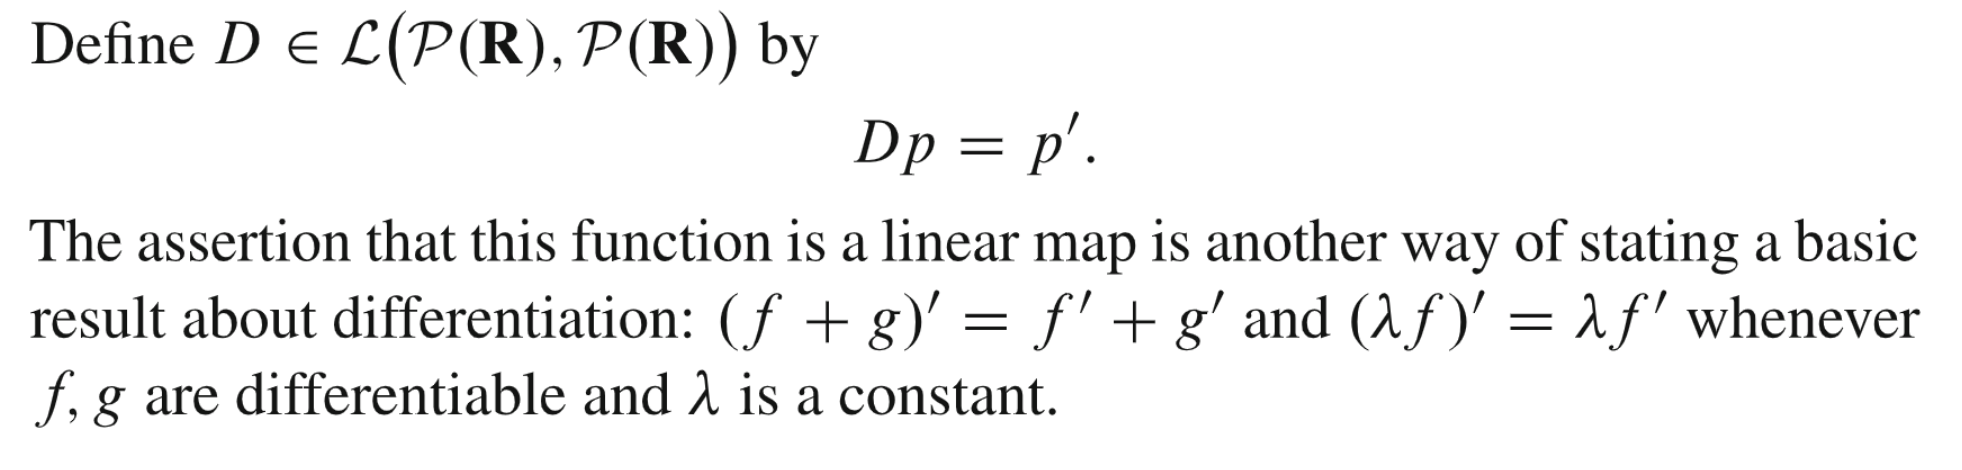 Define D ∈ ℒ(𝒫(𝐑), 𝒫(𝐑)) by
Dp = p′.
The assertion that this function is a linear map is another way of stating a basic
result about differentiation: (f + g)′ = f′ + g′ and (λf)′ = λf′ whenever
f, g are differentiable and λ is a constant.